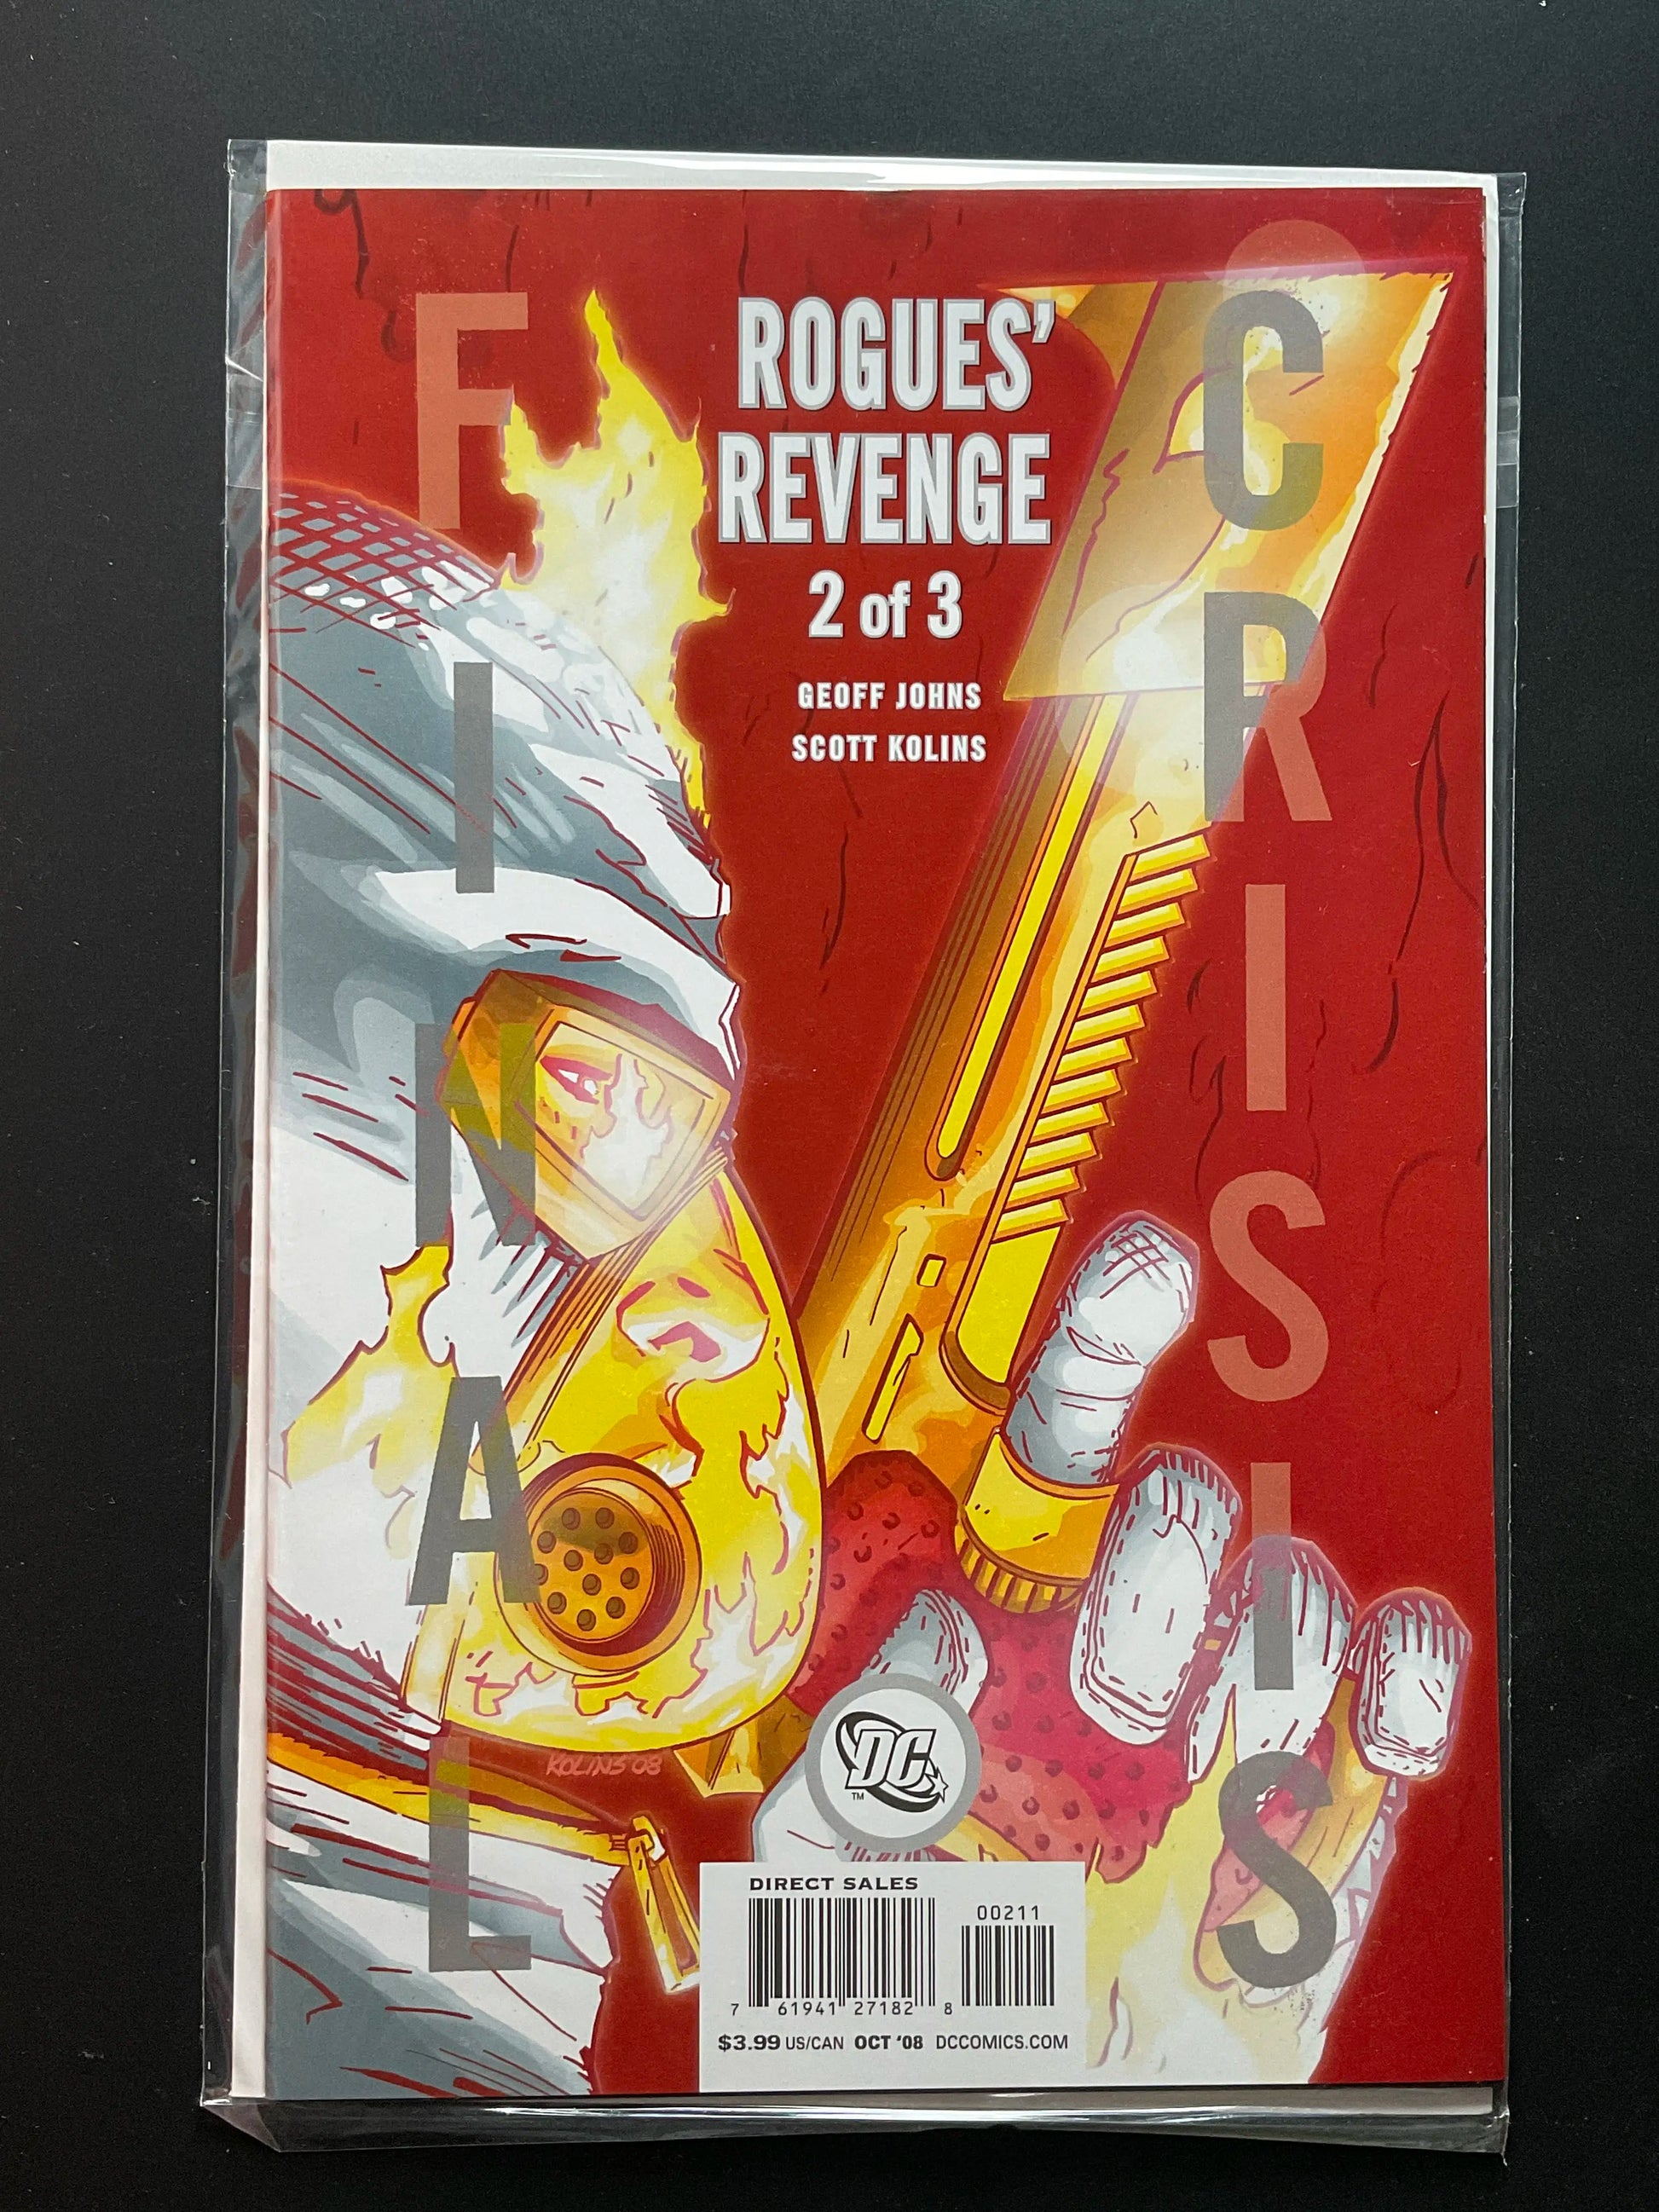 FINAL
CRISIS
ROGUES'
REVENGE
2 of 3
GEOFF JOHNS
SCOTT KOLINS
KOLINS '08
DC
TM
DIRECT SALES
00211
7 61941 27182 8
$3.99 US/CAN OCT '08 DCCOMICS.COM